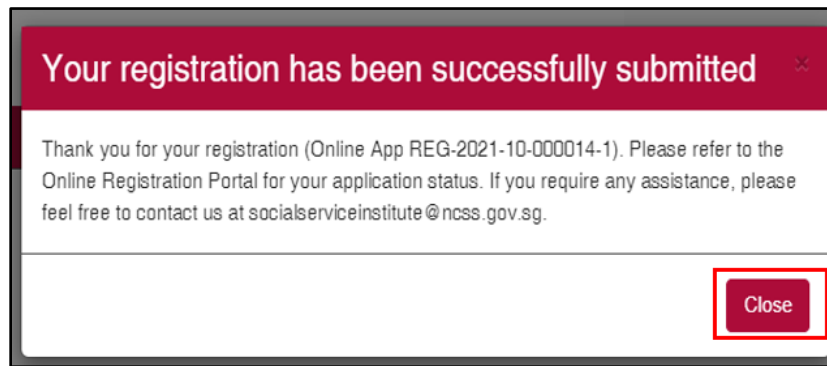 Your registration has been successfully submitted ×
Thank you for your registration (Online App REG-2021-10-000014-1). Please refer to the
Online Registration Portal for your application status. If you require any assistance, please
feel free to contact us at socialserviceinstitute@ncss.gov.sg.
Close